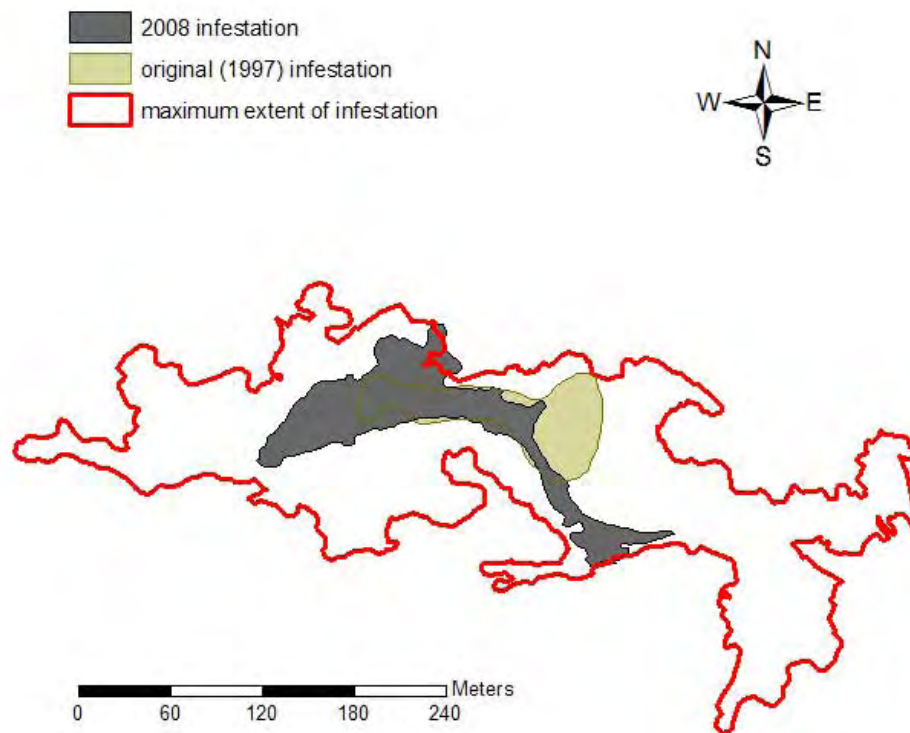 2008 infestation
original (1997) infestation
maximum extent of infestation
N
W E
S
Meters
0 60 120 180 240